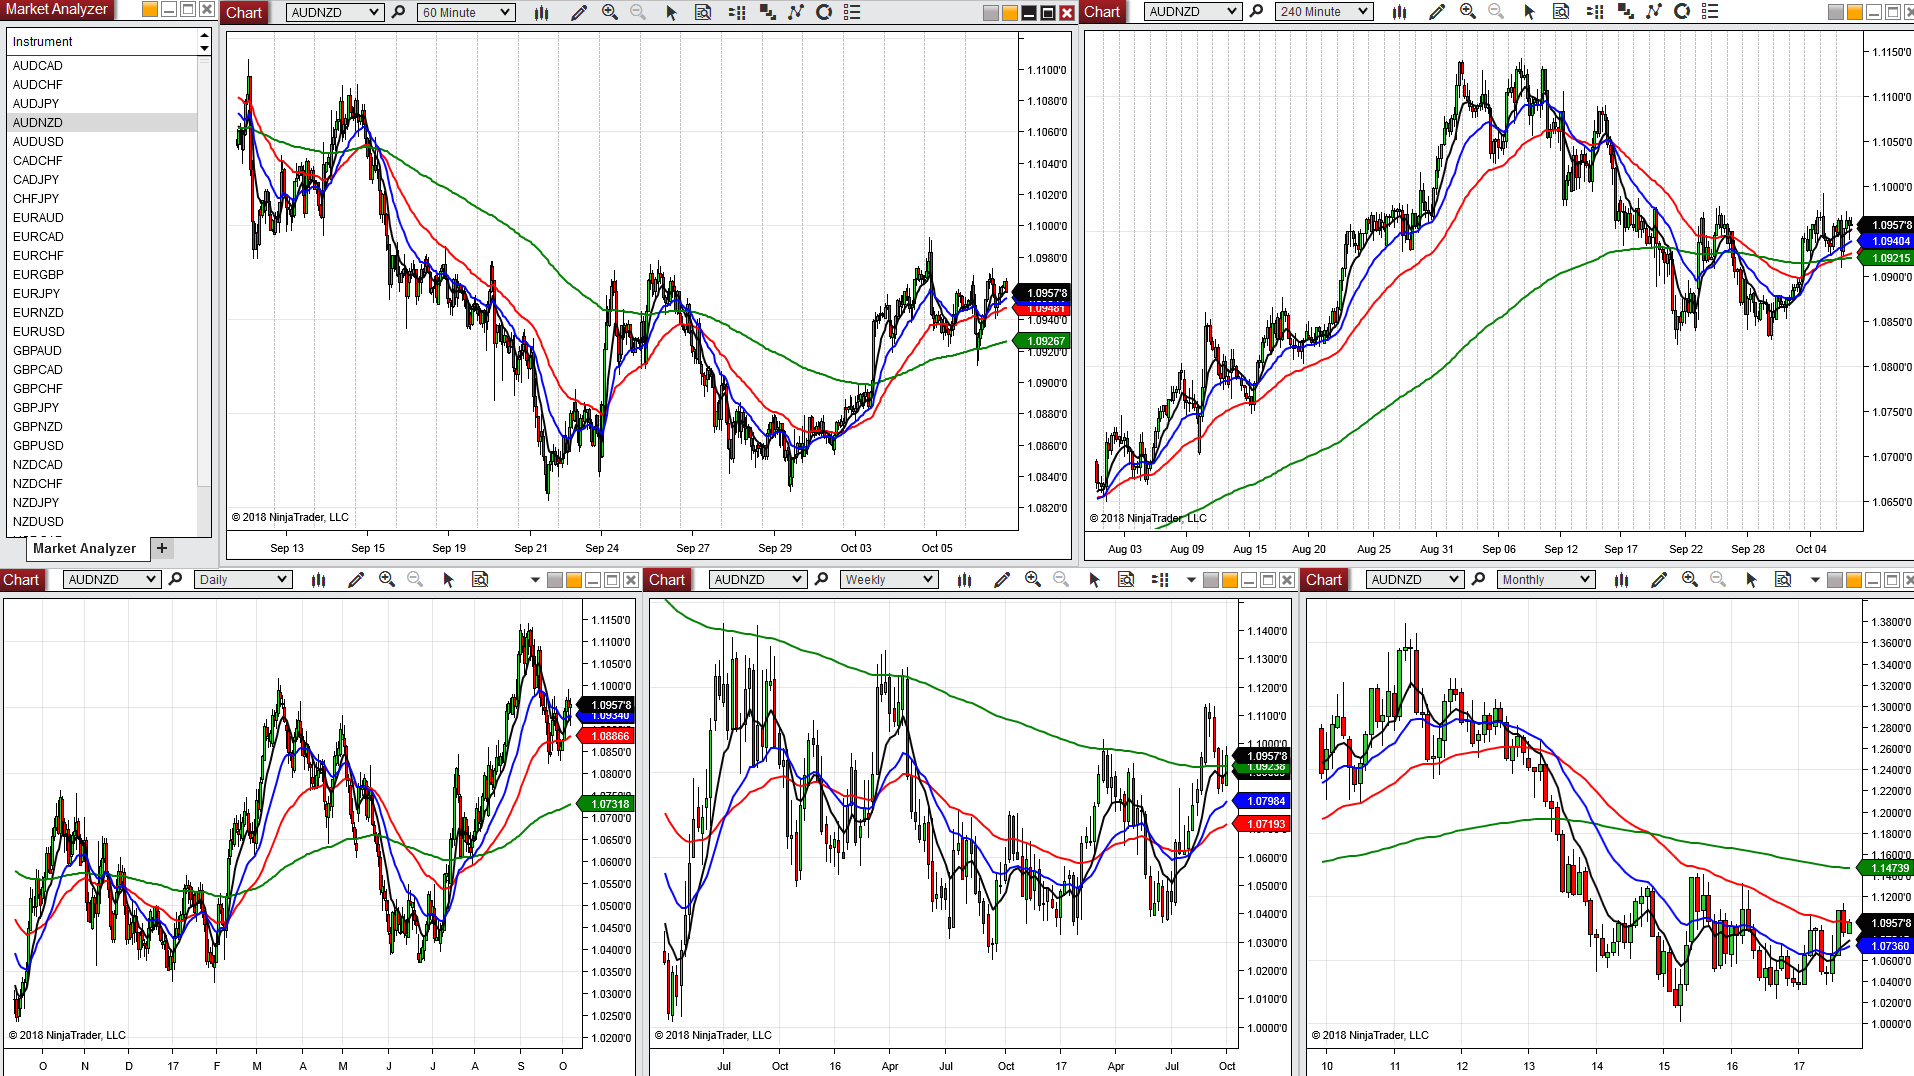 Market Analyzer
Instrument
AUDCAD
AUDCHF
AUDJPY
AUDNZD
AUDUSD
CADCHF
CADJPY
CHFJPY
EURAUD
EURCAD
EURCHF
EURGBP
EURJPY
EURNZD
EURUSD
GBPAUD
GBPCAD
GBPCHF
GBPJPY
GBPNZD
GBPUSD
NZDCAD
NZDCHF
NZDJPY
NZDUSD
Market Analyzer +
Chart AUDNZD 60 Minute
1.1100'0
1.1080'0
1.1060'0
1.1040'0
1.1020'0
1.1000'0
1.0980'0
1.0957'8
1.09481
1.0940'0
1.09267
1.0920'0
1.0900'0
1.0880'0
1.0860'0
1.0840'0
1.0820'0
© 2018 NinjaTrader, LLC
Sep 13 Sep 15 Sep 19 Sep 21 Sep 24 Sep 27 Sep 29 Oct 03 Oct 05
Chart AUDNZD 240 Minute
1.1150'0
1.1100'0
1.1050'0
1.1000'0
1.0957'8
1.09404
1.09215
1.0900'0
1.0850'0
1.0800'0
1.0750'0
1.0700'0
1.0650'0
© 2018 NinjaTrader, LLC
Aug 03 Aug 09 Aug 15 Aug 20 Aug 25 Aug 31 Sep 06 Sep 12 Sep 17 Sep 22 Sep 28 Oct 04
Chart AUDNZD Daily
1.1150'0
1.1100'0
1.1050'0
1.1000'0
1.0957'8
1.09340
1.08866
1.0850'0
1.0800'0
1.0750'0
1.07318
1.0700'0
1.0650'0
1.0600'0
1.0550'0
1.0500'0
1.0450'0
1.0400'0
1.0350'0
1.0300'0
1.0250'0
1.0200'0
© 2018 NinjaTrader, LLC
O N D 17 F M A M J J A S O
Chart AUDNZD Weekly
1.1400'0
1.1300'0
1.1200'0
1.1100'0
1.1000'0
1.0957'8
1.09238
1.07984
1.07193
1.0600'0
1.0500'0
1.0400'0
1.0300'0
1.0200'0
1.0100'0
1.0000'0
© 2018 NinjaTrader, LLC
Jul Oct 16 Apr Jul Oct 17 Apr Jul Oct
Chart AUDNZD Monthly
1.3800'0
1.3600'0
1.3400'0
1.3200'0
1.3000'0
1.2800'0
1.2600'0
1.2400'0
1.2200'0
1.2000'0
1.1800'0
1.1600'0
1.14739
1.1400'0
1.1200'0
1.0957'8
1.07360
1.0600'0
1.0400'0
1.0200'0
1.0000'0
© 2018 NinjaTrader, LLC
10 11 12 13 14 15 16 17